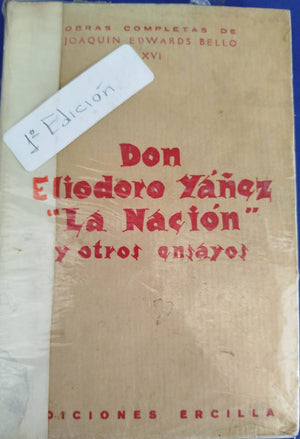 OBRAS COMPLETAS DE
JOAQUIN EDWARDS BELLO
XVI
1ª Edición
Don
Eliodoro Yáñez
"La Nación"
y otros ensayos
EDICIONES ERCILLA